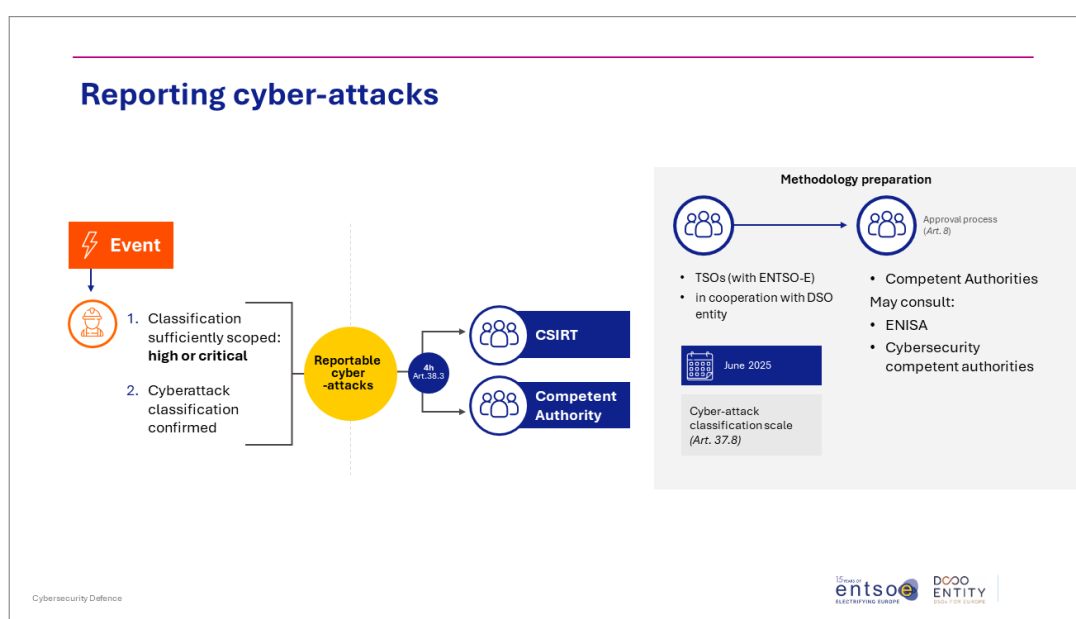 Reporting cyber-attacks
Event
1. Classification
sufficiently scoped:
high or critical
2. Cyberattack
classification
confirmed
Reportable
cyber
-attacks
4h
Art.38.3
CSIRT
Competent
Authority
Methodology preparation
Approval process
(Art. 8)
• TSOs (with ENTSO-E)
• in cooperation with DSO
entity
June 2025
Cyber-attack
classification scale
(Art. 37.8)
• Competent Authorities
May consult:
• ENISA
• Cybersecurity
competent authorities
Cybersecurity Defence
15 YEARS OF
entsoe
ELECTRIFYING EUROPE
DSO
ENTITY
DSOs FOR EUROPE